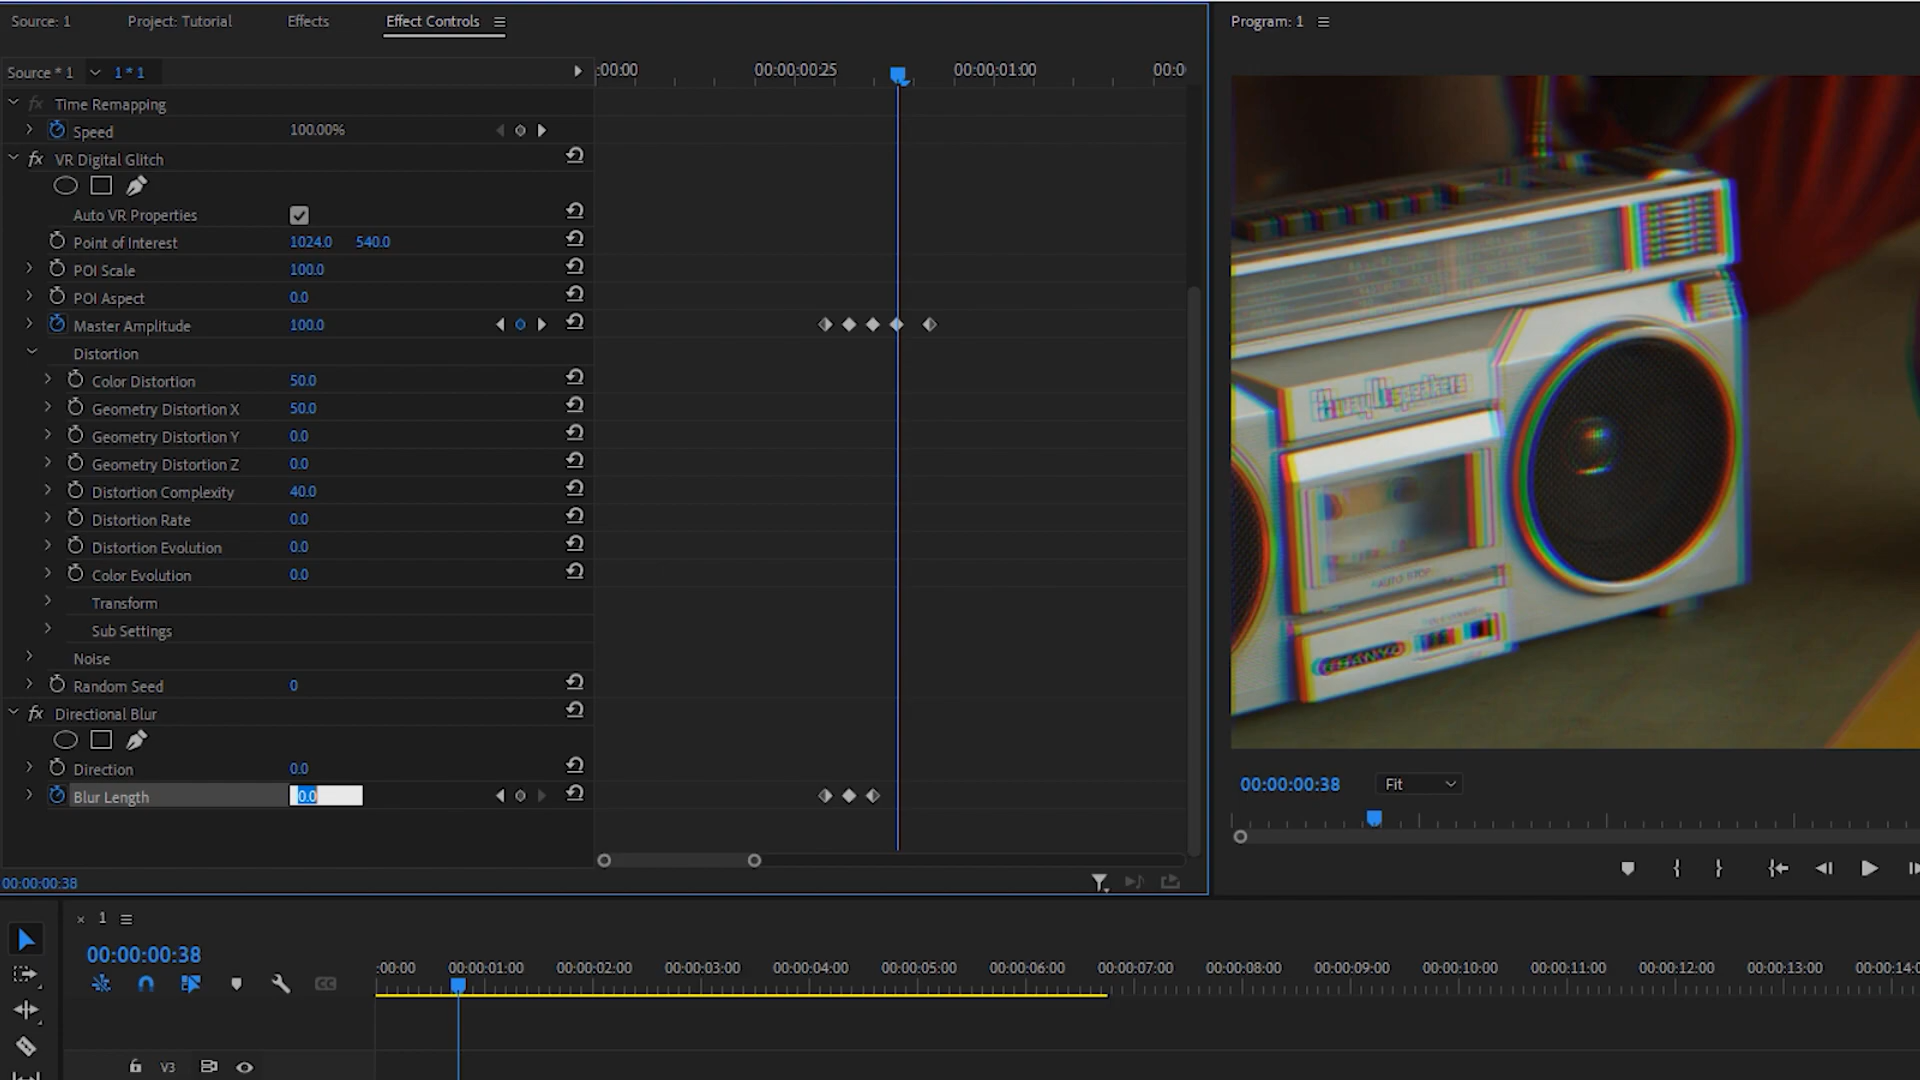 Source: 1
Project: Tutorial
Effects
Effect Controls
Program: 1
Source * 1
1 * 1
:00:00
00:00:00:25
00:00:01:00
00:0
fx Time Remapping
Speed
100.00%
fx VR Digital Glitch
Auto VR Properties
Point of Interest
1024.0
540.0
POI Scale
100.0
POI Aspect
0.0
Master Amplitude
100.0
Distortion
Color Distortion
50.0
Geometry Distortion X
50.0
Geometry Distortion Y
0.0
Geometry Distortion Z
0.0
Distortion Complexity
40.0
Distortion Rate
0.0
Distortion Evolution
0.0
Color Evolution
0.0
Transform
Sub Settings
Noise
Random Seed
0
fx Directional Blur
Direction
0.0
Blur Length
0.0
00:00:00:38
AUTO STOP
SANYO
00:00:00:38
Fit
1
00:00:00:38
CC
:00:00
00:00:01:00
00:00:02:00
00:00:03:00
00:00:04:00
00:00:05:00
00:00:06:00
00:00:07:00
00:00:08:00
00:00:09:00
00:00:10:00
00:00:11:00
00:00:12:00
00:00:13:00
00:00:14:0
V3